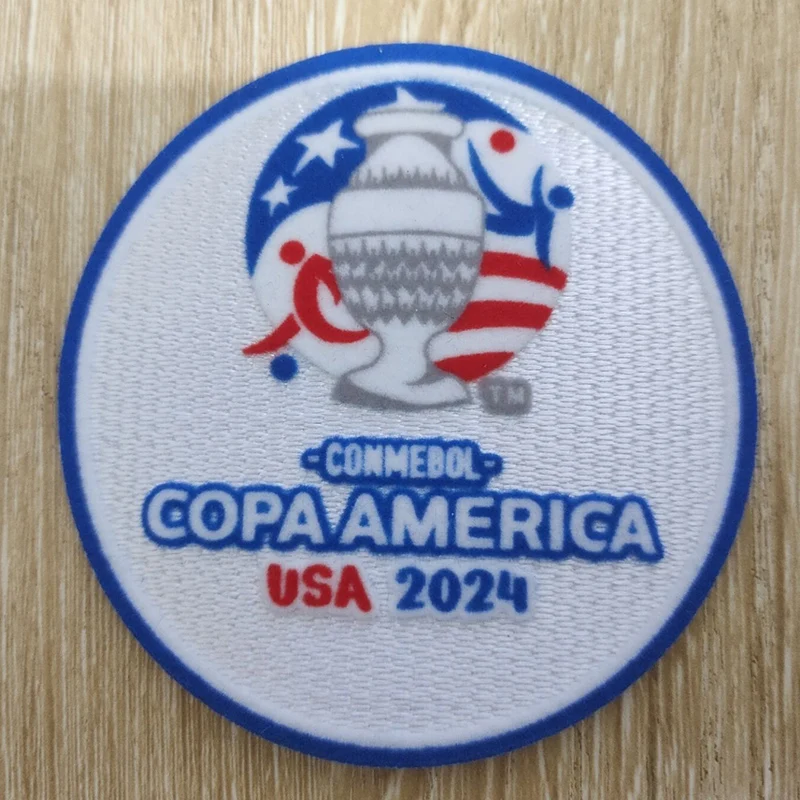 TM
-CONMEBOL-
COPA AMERICA
USA 2024